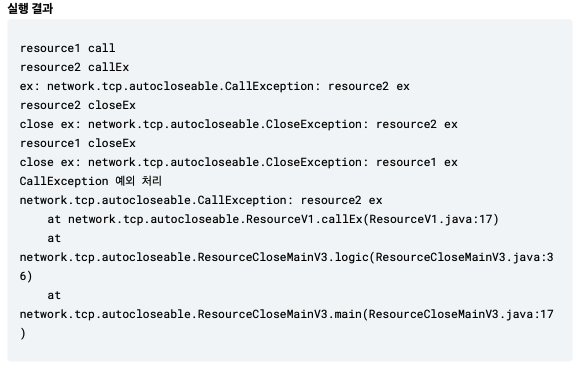 실행 결과
resource1 call
resource2 callEx
ex: network.tcp.autocloseable.CallException: resource2 ex
resource2 closeEx
close ex: network.tcp.autocloseable.CloseException: resource2 ex
resource1 closeEx
close ex: network.tcp.autocloseable.CloseException: resource1 ex
CallException 예외 처리
network.tcp.autocloseable.CallException: resource2 ex
    at network.tcp.autocloseable.ResourceV1.callEx(ResourceV1.java:17)
    at
network.tcp.autocloseable.ResourceCloseMainV3.logic(ResourceCloseMainV3.java:3
6)
    at
network.tcp.autocloseable.ResourceCloseMainV3.main(ResourceCloseMainV3.java:17
)